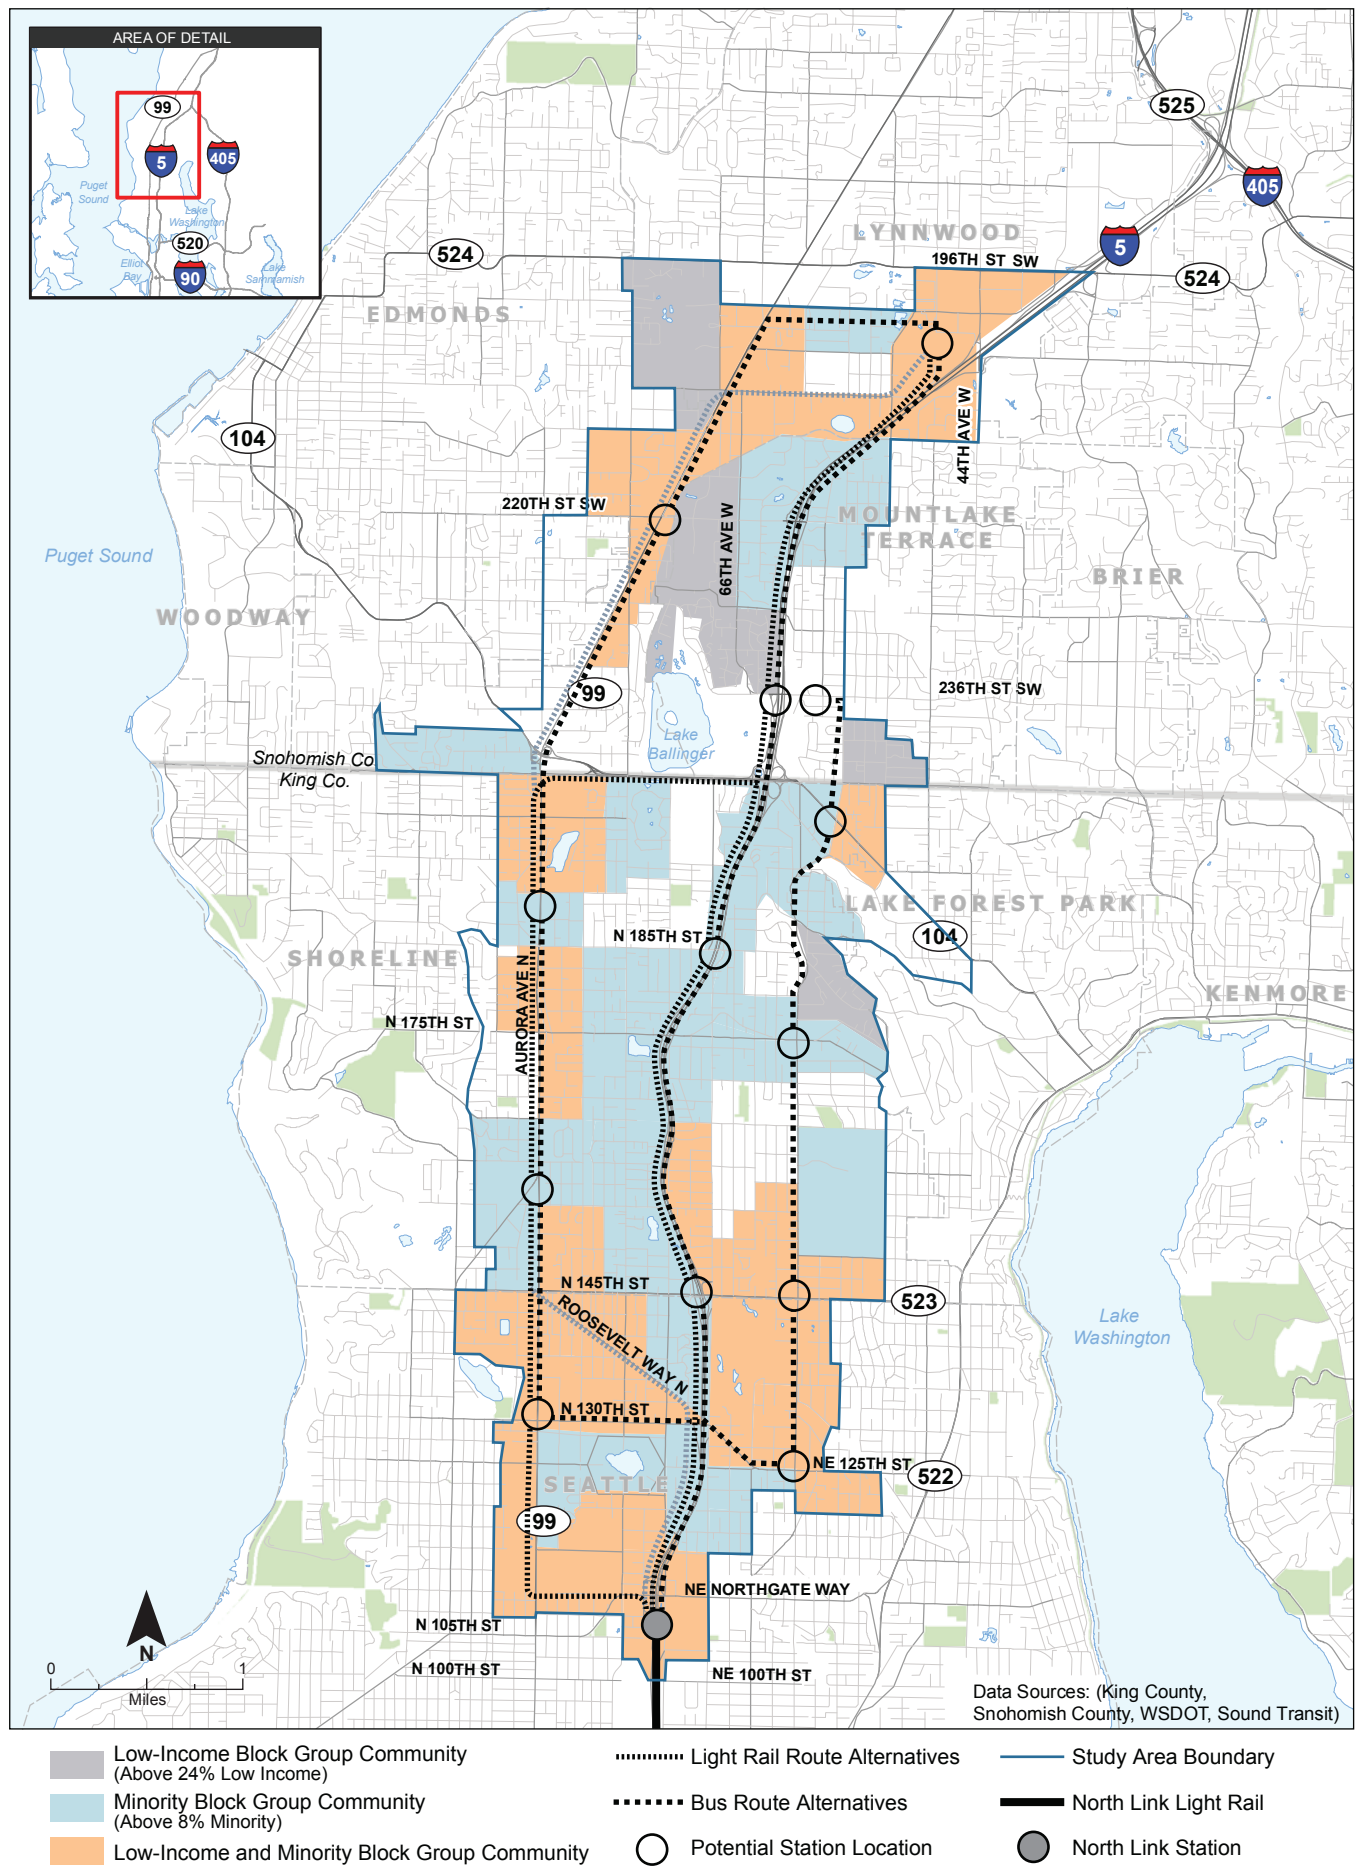 AREA OF DETAIL
99
5
405
Puget
Sound
Lake
Washington
520
Elliot
Bay
90
Lake
Sammamish
525
405
5
LYNNWOOD
196TH ST SW
524
524
EDMONDS
104
44TH AVE W
220TH ST SW
66TH AVE W
MOUNTLAKE
TERRACE
Puget Sound
BRIER
WOODWAY
99
236TH ST SW
Lake
Ballinger
Snohomish Co
King Co.
LAKE FOREST PARK
104
N 185TH ST
SHORELINE
AURORA AVE N
KENMORE
N 175TH ST
N 145TH ST
523
ROOSEVELT WAY N
Lake
Washington
N 130TH ST
NE 125TH ST
522
SEATTLE
99
NE NORTHGATE WAY
N 105TH ST
N 100TH ST
NE 100TH ST
N
0
1
Miles
Data Sources: (King County,
Snohomish County, WSDOT, Sound Transit)
Low-Income Block Group Community
(Above 24% Low Income)
Minority Block Group Community
(Above 8% Minority)
Low-Income and Minority Block Group Community
Light Rail Route Alternatives
Bus Route Alternatives
Potential Station Location
Study Area Boundary
North Link Light Rail
North Link Station